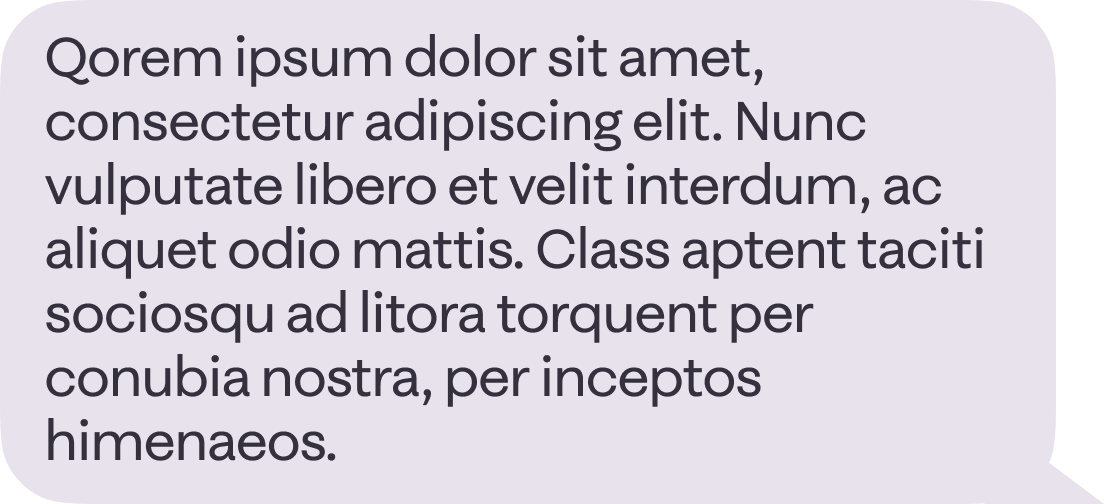 Qorem ipsum dolor sit amet,
consectetur adipiscing elit. Nunc
vulputate libero et velit interdum, ac
aliquet odio mattis. Class aptent taciti
sociosqu ad litora torquent per
conubia nostra, per inceptos
himenaeos.